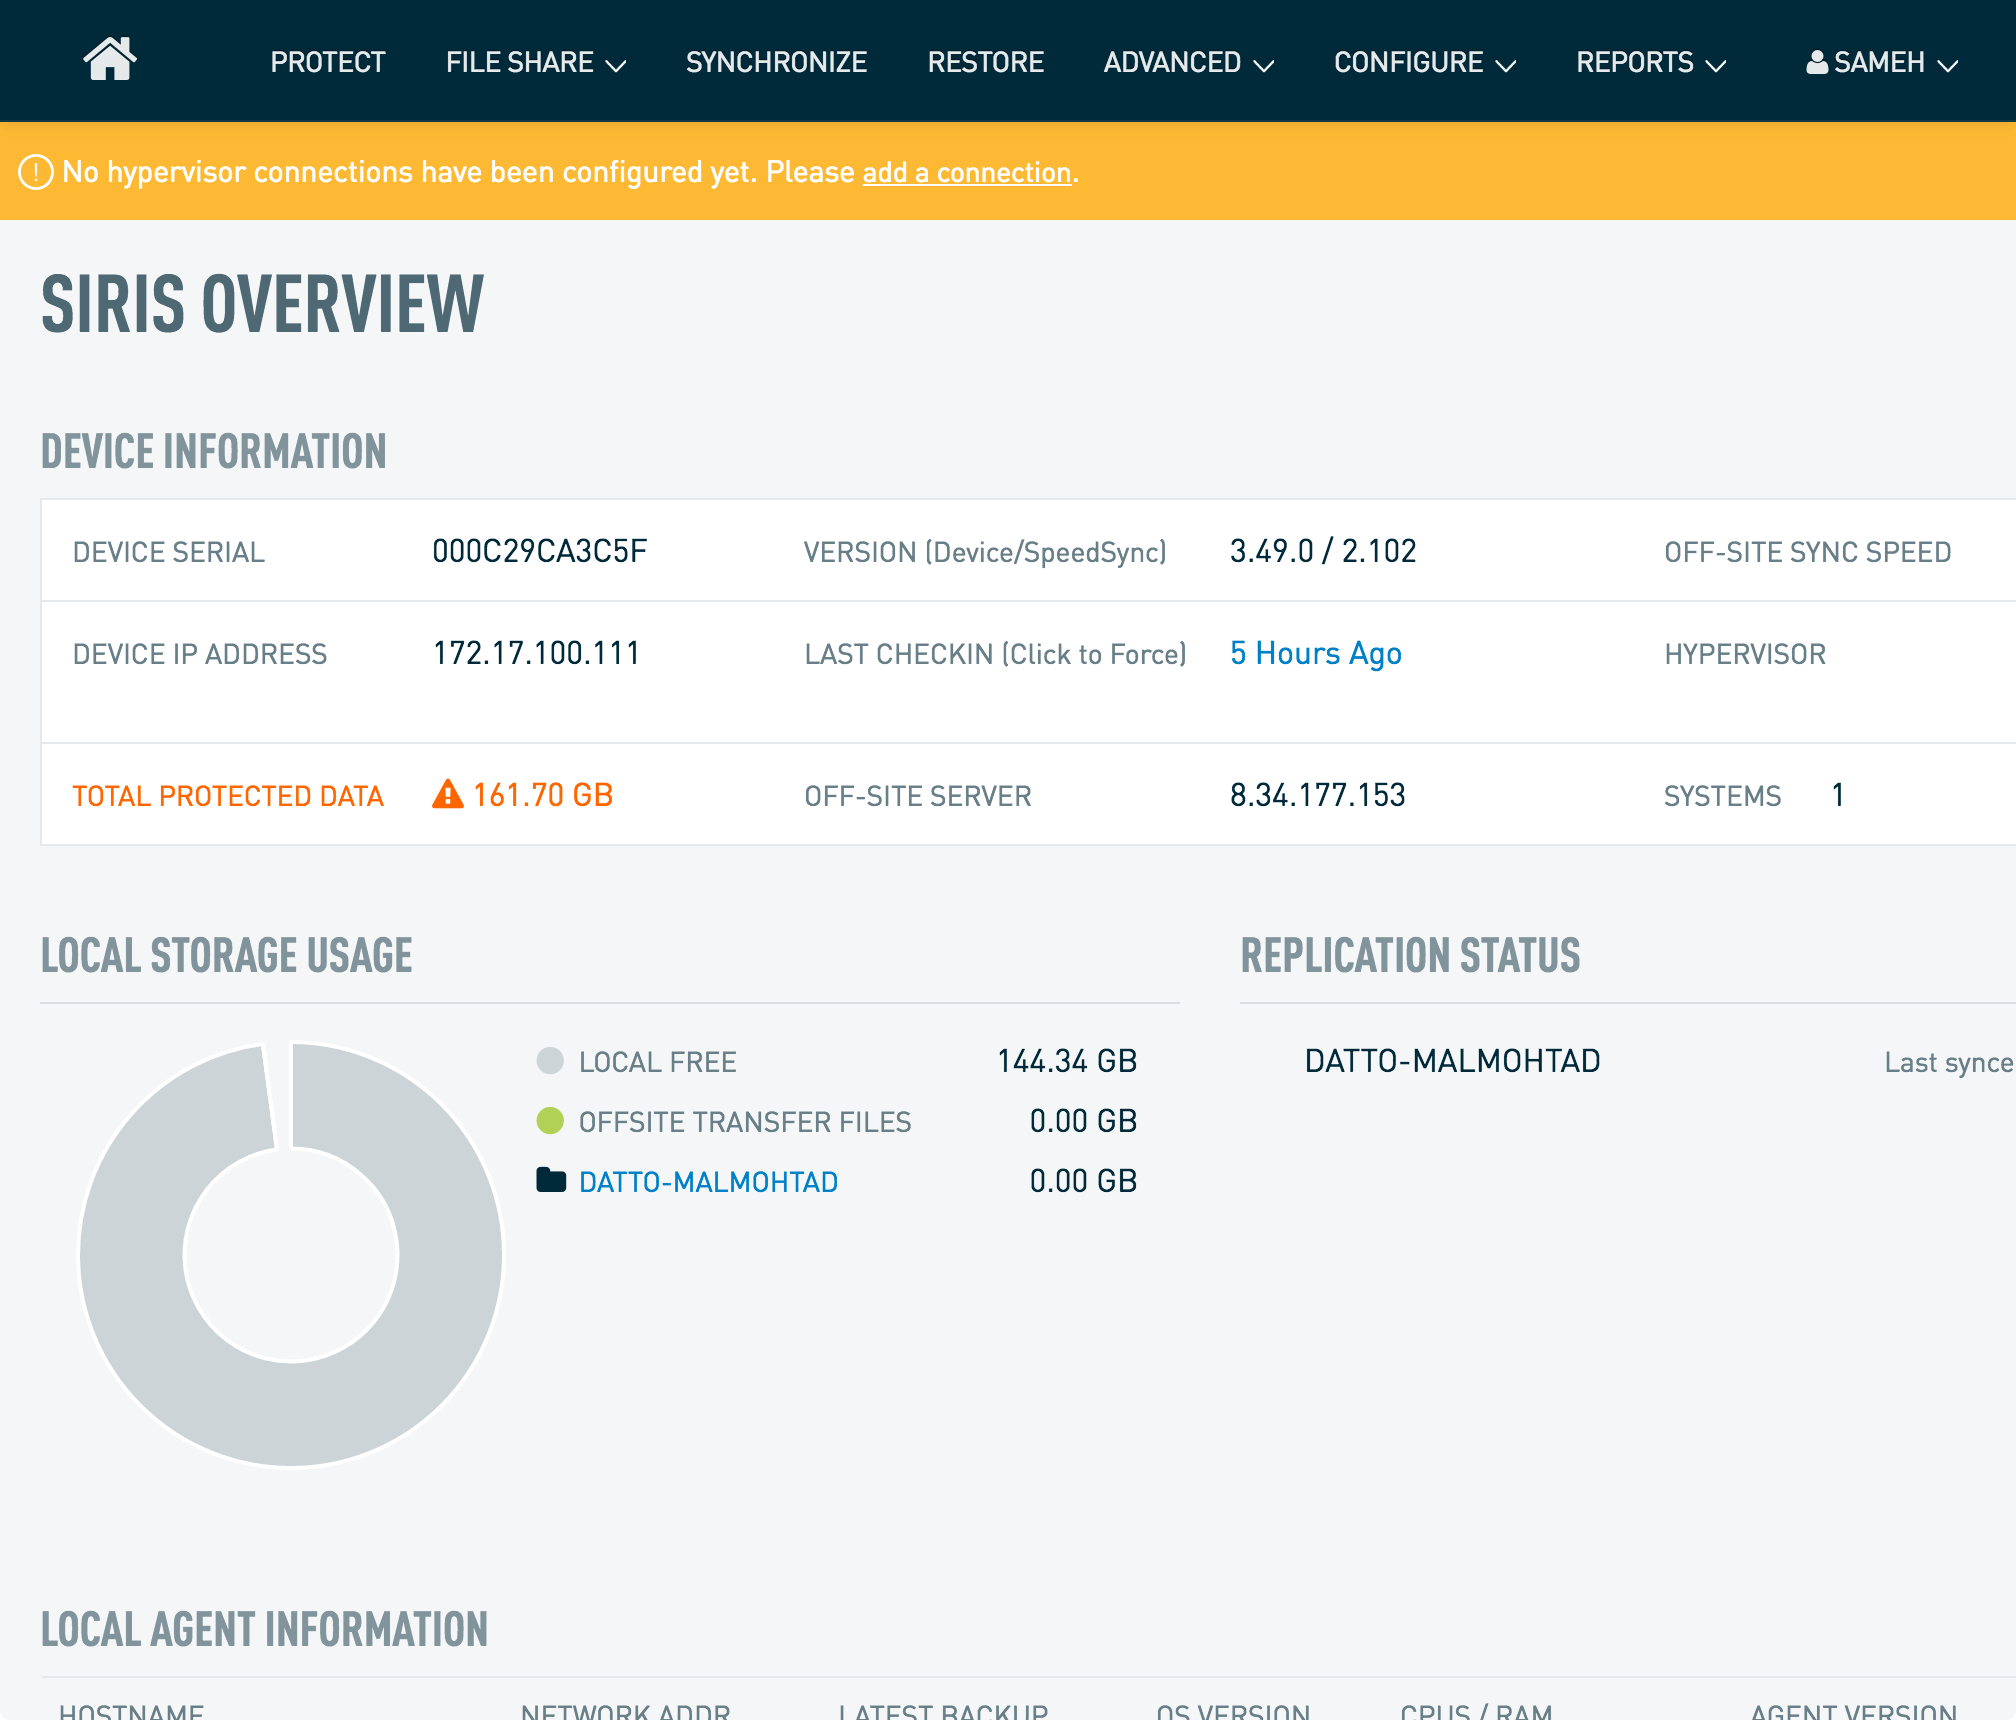 PROTECT FILE SHARE SYNCHRONIZE RESTORE ADVANCED CONFIGURE REPORTS SAMEH
No hypervisor connections have been configured yet. Please add a connection.
SIRIS OVERVIEW
DEVICE INFORMATION
DEVICE SERIAL 000C29CA3C5F VERSION (Device/SpeedSync) 3.49.0 / 2.102 OFF-SITE SYNC SPEED
DEVICE IP ADDRESS 172.17.100.111 LAST CHECKIN (Click to Force) 5 Hours Ago HYPERVISOR
TOTAL PROTECTED DATA 161.70 GB OFF-SITE SERVER 8.34.177.153 SYSTEMS 1
LOCAL STORAGE USAGE
LOCAL FREE 144.34 GB
OFFSITE TRANSFER FILES 0.00 GB
DATTO-MALMOHTAD 0.00 GB
REPLICATION STATUS
DATTO-MALMOHTAD Last synce
LOCAL AGENT INFORMATION
HOSTNAME NETWORK ADDR LATEST BACKUP OS VERSION CPUS / RAM AGENT VERSION